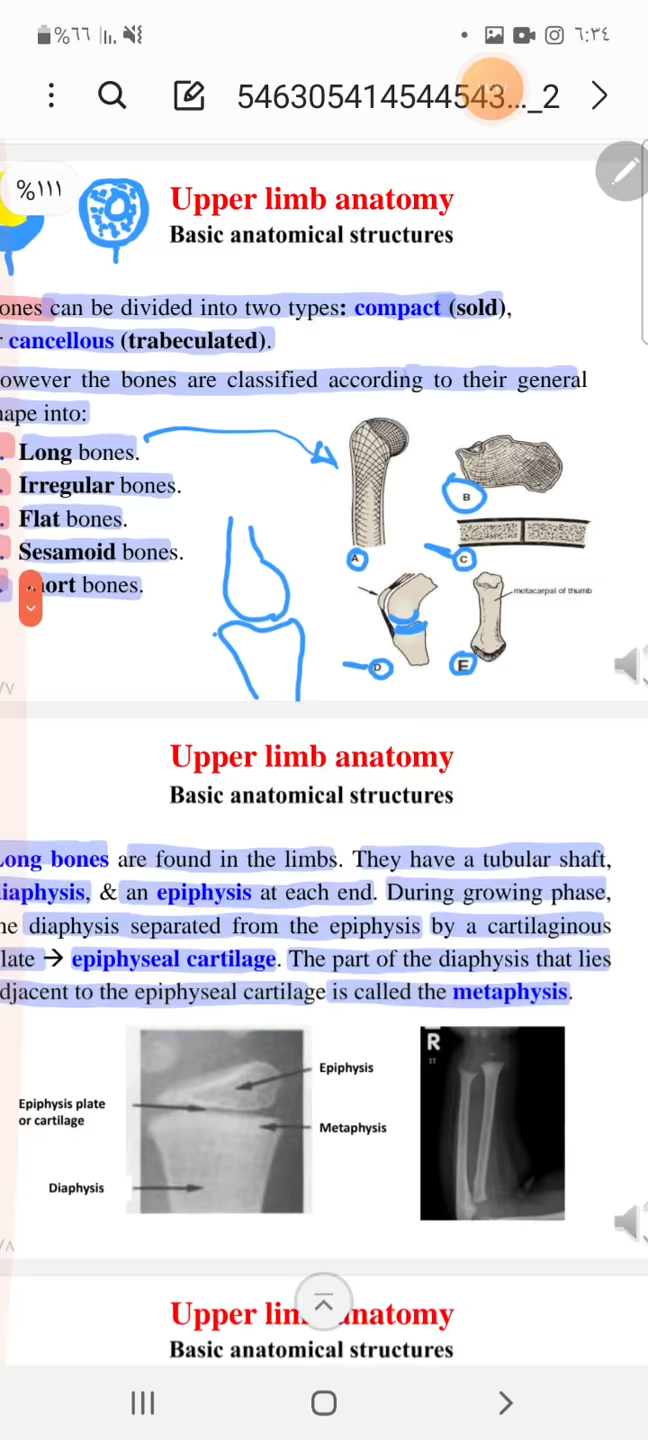 %٦٦ ٦:٣٤
546305414544543..._2
%١١١
Upper limb anatomy
Basic anatomical structures
ones can be divided into two types: compact (sold),
cancellous (trabeculated).
owever the bones are classified according to their general
ape into:
Long bones.
Irregular bones.
Flat bones.
Sesamoid bones.
ort bones.
A
B
C
D
E
metacarpal of thumb
/٧
Upper limb anatomy
Basic anatomical structures
ong bones are found in the limbs. They have a tubular shaft,
iaphysis, & an epiphysis at each end. During growing phase,
he diaphysis separated from the epiphysis by a cartilaginous
late → epiphyseal cartilage. The part of the diaphysis that lies
djacent to the epiphyseal cartilage is called the metaphysis.
Epiphysis
Epiphysis plate
or cartilage
Metaphysis
Diaphysis
R
/٨
Upper lim natomy
Basic anatomical structures